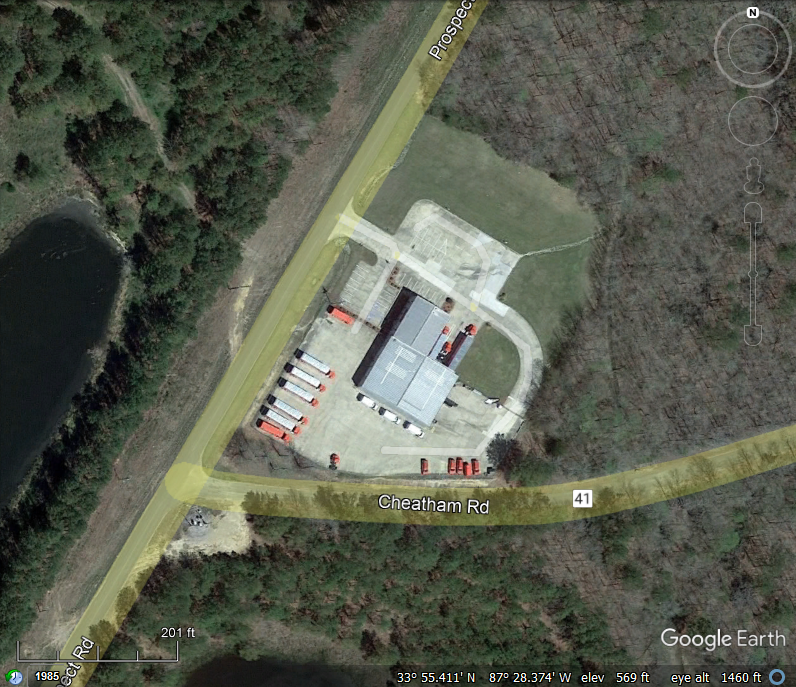 N
Prospec
Cheatham Rd
41
ect Rd
201 ft
Google Earth
1985
33° 55.411' N 87° 28.374' W elev 569 ft eye alt 1460 ft